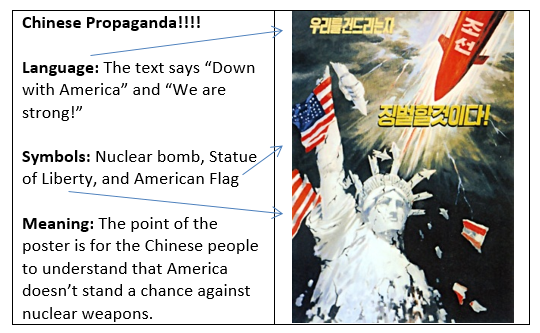 Chinese Propaganda!!!!
Language: The text says “Down
with America” and “We are
strong!”
Symbols: Nuclear bomb, Statue
of Liberty, and American Flag
Meaning: The point of the
poster is for the Chinese people
to understand that America
doesn’t stand a chance against
nuclear weapons.
우리를 건드리는자
조선
징벌할것이다!